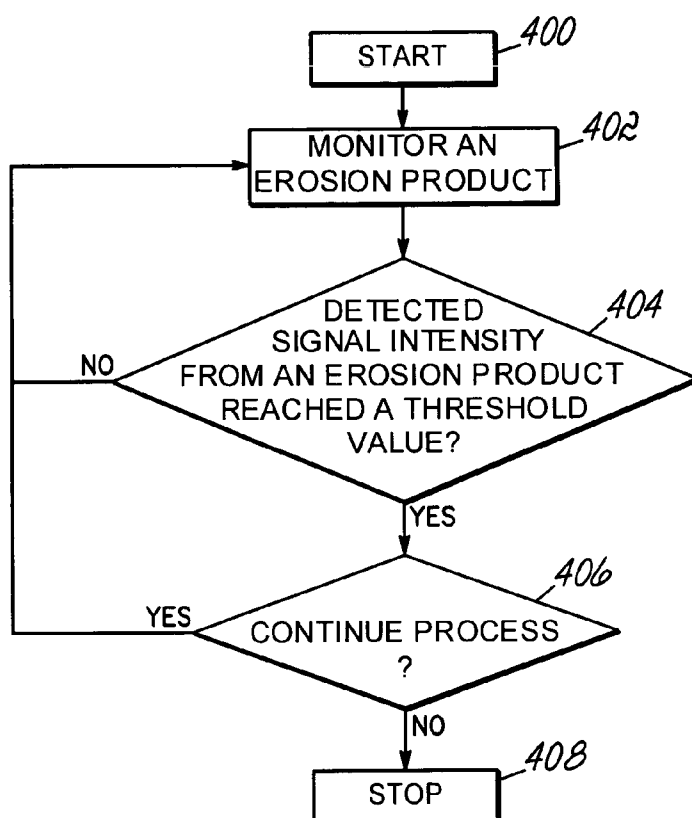 START
400
MONITOR AN
EROSION PRODUCT
402
DETECTED
SIGNAL INTENSITY
FROM AN EROSION PRODUCT
REACHED A THRESHOLD
VALUE?
404
NO
YES
CONTINUE PROCESS
?
406
YES
NO
STOP
408